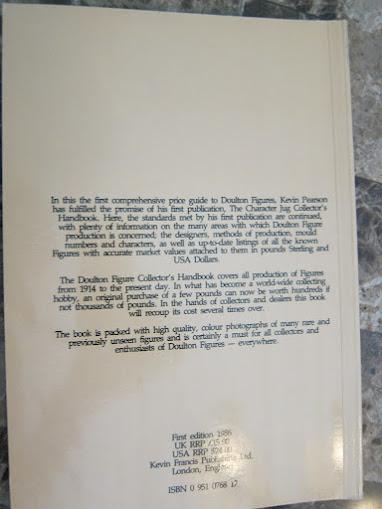 In this the first comprehensive price guide to Doulton Figures, Kevin Pearson
has fulfilled the promise of his first publication, The Character Jug Collector's
Handbook. Here, the standards met by his first publication are continued,
with plenty of information on the many areas with which Doulton Figure
production is concerned; the designers, methods of production, mould
numbers and characters, as well as up-to-date listings of all the known
Figures with accurate market values attached to them in pounds Sterling and
USA Dollars.
The Doulton Figure Collector's Handbook covers all production of Figures
from 1914 to the present day. In what has become a world-wide collecting
hobby, an original purchase of a few pounds can now be worth hundreds if
not thousands of pounds. In the hands of collectors and dealers this book
will recoup its cost several times over.
The book is packed with high quality, colour photographs of many rare and
previously unseen figures and is certainly a must for all collectors and
enthusiasts of Doulton Figures — everywhere.
First edition 1986
UK RRP
USA RRP
Kevin Francis Publishing Ltd.
London, England
ISBN 0 951 0768 17